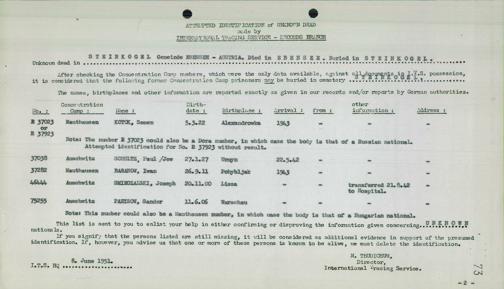 ATTEMPTED IDENTIFICATION of UNKNOWN DEAD
made by
INTERNATIONAL TRACING SERVICE - RECORDS BRANCH
Unknown dead in STEINKOGEL Gemeinde EBENSEE - AUSTRIA. Died in EBENSEE. Buried in STEINKOGEL.
After checking the Concentration Camp numbers, which were the only data available, against all documents in I.T.S. possession,
it is considered that the following former Concentration Camp prisoners may be buried in cemetery STEINKOGEL.
The names, birthplaces and other information are reported exactly as given in our records and/or reports by German authorities.
No.: Concentration Camp: Name: Birthdate: Birthplace: Arrival: from: other information: Address:
R 37023 Mauthausen KOTUK, Semen 5.3.22 Alexandrowka 1943 - - -
or
R 37923
Note: The number R 37023 could also be a Dora number, in which case the body is that of a Russian national.
Attempted identification for No. R 37923 without result.
37058 Auschwitz SCHULTZ, Paul /Jow 27.1.27 22.5.42 - - -
37282 Mauthausen BARANOW, Iwan 26.9.11 1943 - - -
46444 Auschwitz Joseph 20.11.00 Lissa - - transferred 21.8.42 -
to Hospital.
75255 Auschwitz Sandor 11.6.06 Warschau - - - -
Note: This number could also be a Mauthausen number, in which case the body is that of a Hungarian national.
This list is sent to you to enlist your help in either confirming or disproving the information given concerning UNKNOWN
nationals.
If you signify that the persons listed are still missing, it will be considered as additional evidence in support of the presumed
identification. If, however, you advise us that one or more of these persons is known to be alive, we must delete the identification.
I.T.S. HQ 8. June 1951.
M. THUDICHUM,
Director,
International Tracing Service.
73
- 2 -